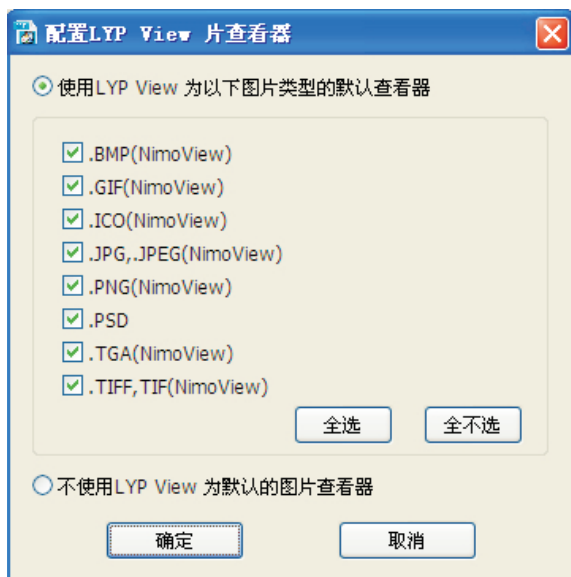 配置LYP View 片查看器
使用LYP View 为以下图片类型的默认查看器
.BMP(NimoView)
.GIF(NimoView)
.ICO(NimoView)
.JPG,.JPEG(NimoView)
.PNG(NimoView)
.PSD
.TGA(NimoView)
.TIFF,TIF(NimoView)
全选 全不选
不使用LYP View 为默认的图片查看器
确定 取消